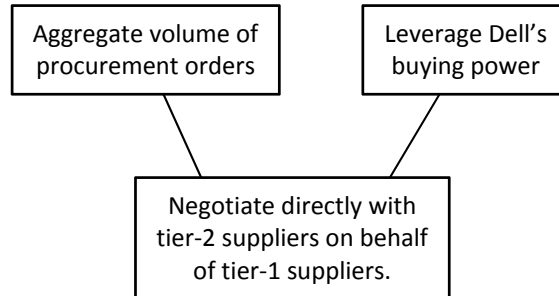 Aggregate volume of
procurement orders
Leverage Dell’s
buying power
Negotiate directly with
tier-2 suppliers on behalf
of tier-1 suppliers.